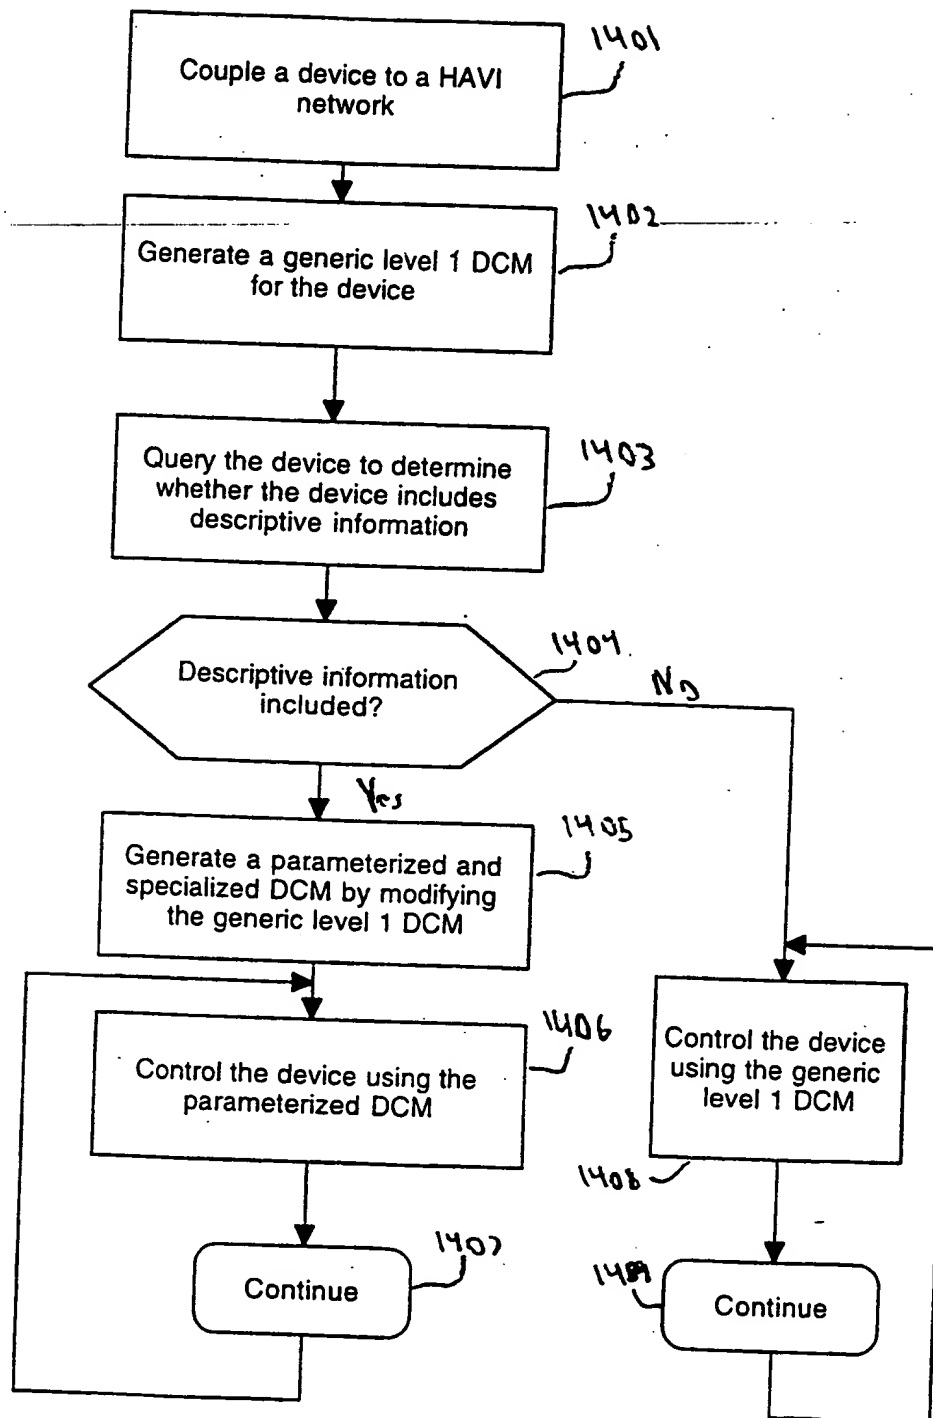 1401
Couple a device to a HAVI
network
1402
Generate a generic level 1 DCM
for the device
1403
Query the device to determine
whether the device includes
descriptive information
1404
Descriptive information
included?
No
Yes
1405
Generate a parameterized and
specialized DCM by modifying
the generic level 1 DCM
1406
Control the device using the
parameterized DCM
Control the device
using the generic
level 1 DCM
1408
1407
Continue
Continue